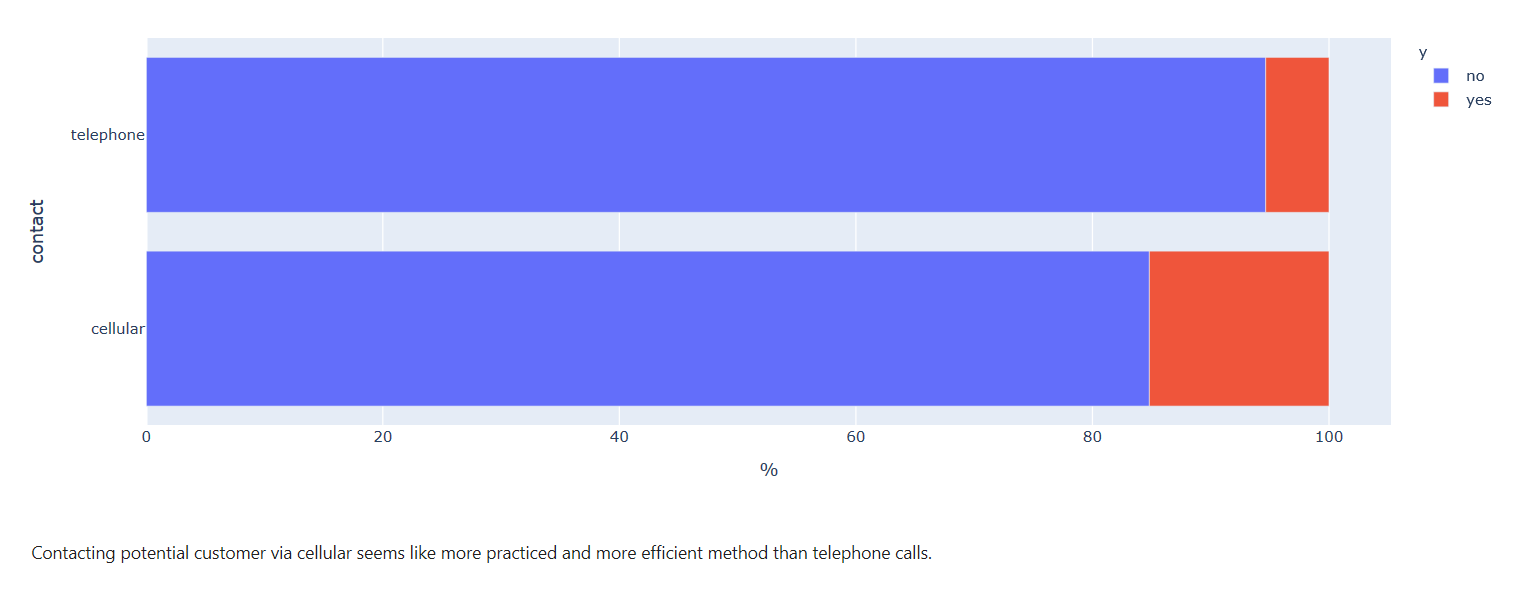 y
no
yes
telephone
contact
cellular
0 20 40 60 80 100
%
Contacting potential customer via cellular seems like more practiced and more efficient method than telephone calls.